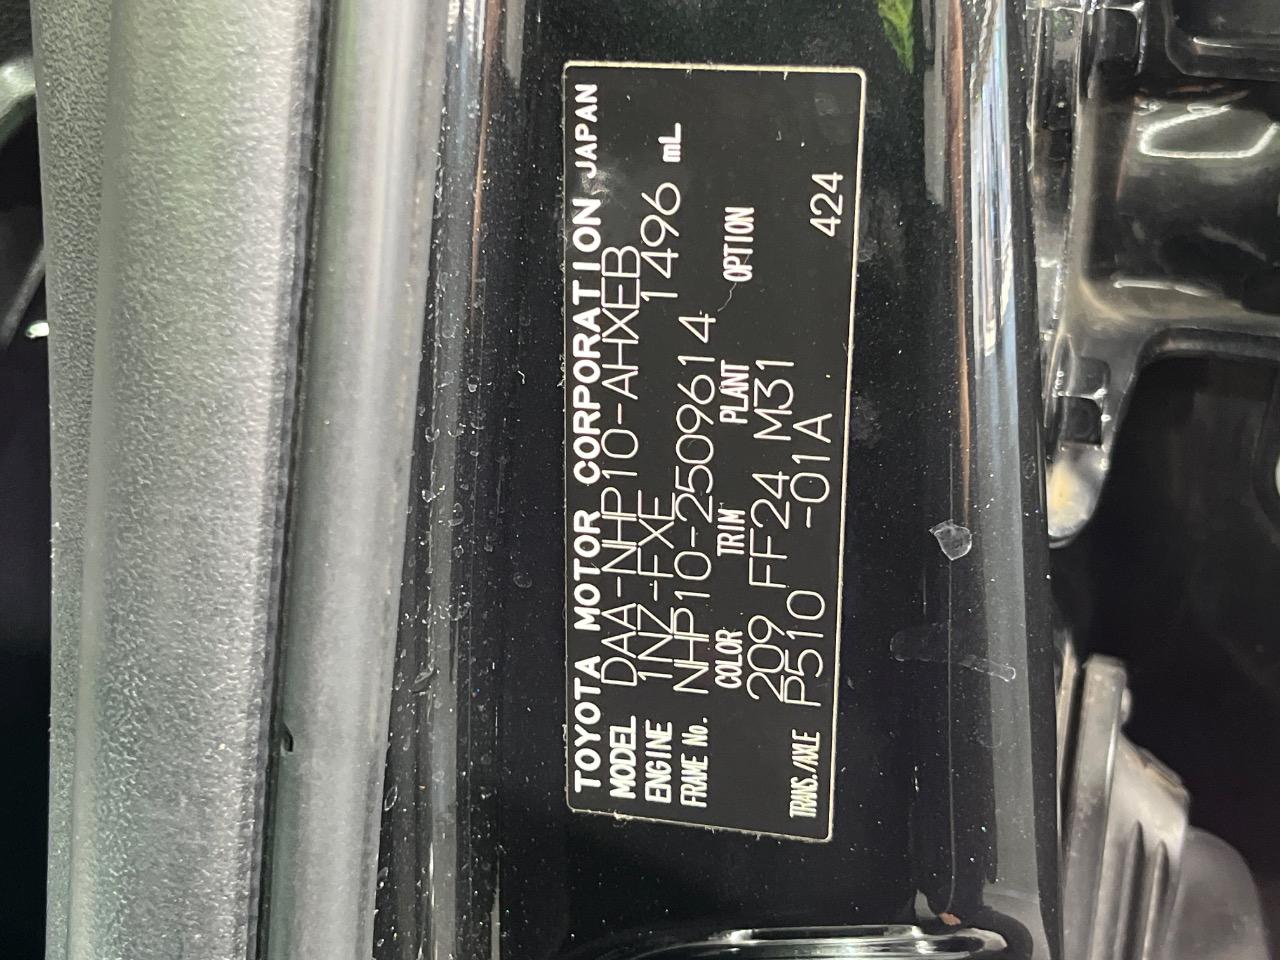 TOYOTA MOTOR CORPORATION JAPAN
MODEL DAA-NHP10-AHXEB
ENGINE 1NZ-FXE 1496 mL
FRAME No. NHP10-2509614
COLOR TRIM PLANT OPTION
209 FF24 M31
TRANS./AXLE P510 -01A 424